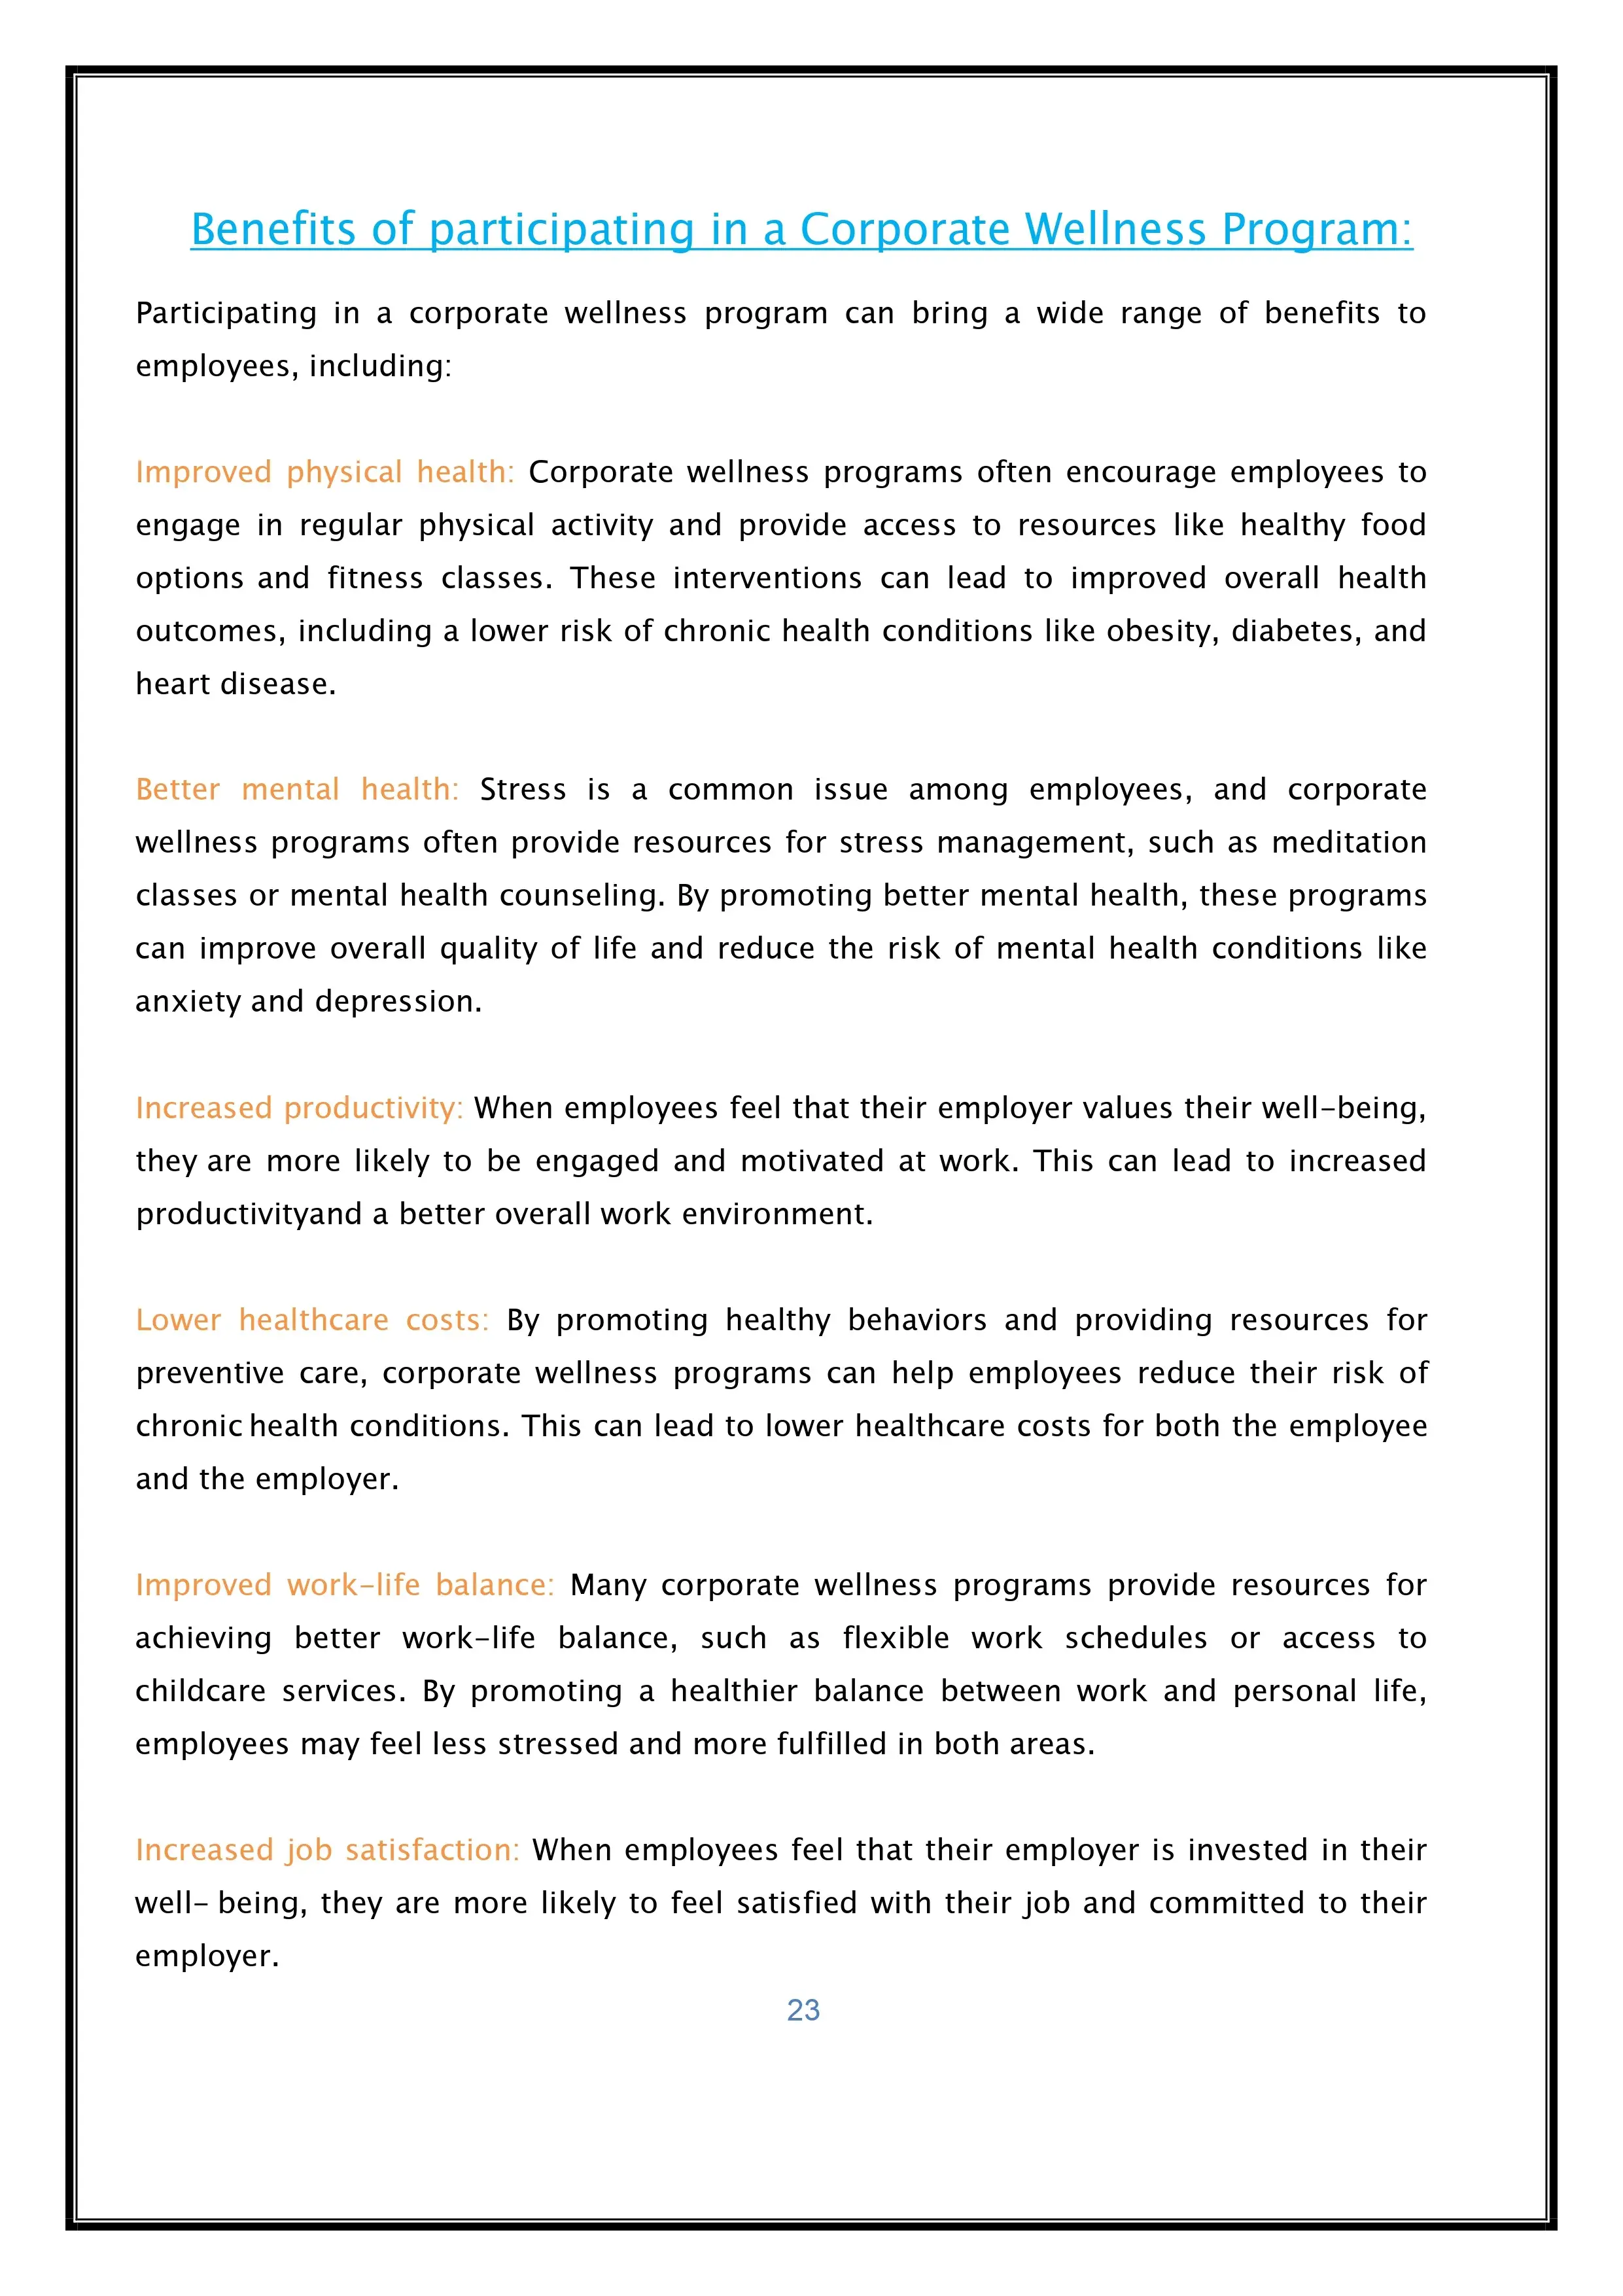 Benefits of participating in a Corporate Wellness Program:
Participating in a corporate wellness program can bring a wide range of benefits to
employees, including:
Improved physical health: Corporate wellness programs often encourage employees to
engage in regular physical activity and provide access to resources like healthy food
options and fitness classes. These interventions can lead to improved overall health
outcomes, including a lower risk of chronic health conditions like obesity, diabetes, and
heart disease.
Better mental health: Stress is a common issue among employees, and corporate
wellness programs often provide resources for stress management, such as meditation
classes or mental health counseling. By promoting better mental health, these programs
can improve overall quality of life and reduce the risk of mental health conditions like
anxiety and depression.
Increased productivity: When employees feel that their employer values their well-being,
they are more likely to be engaged and motivated at work. This can lead to increased
productivityand a better overall work environment.
Lower healthcare costs: By promoting healthy behaviors and providing resources for
preventive care, corporate wellness programs can help employees reduce their risk of
chronic health conditions. This can lead to lower healthcare costs for both the employee
and the employer.
Improved work-life balance: Many corporate wellness programs provide resources for
achieving better work-life balance, such as flexible work schedules or access to
childcare services. By promoting a healthier balance between work and personal life,
employees may feel less stressed and more fulfilled in both areas.
Increased job satisfaction: When employees feel that their employer is invested in their
well- being, they are more likely to feel satisfied with their job and committed to their
employer.
23